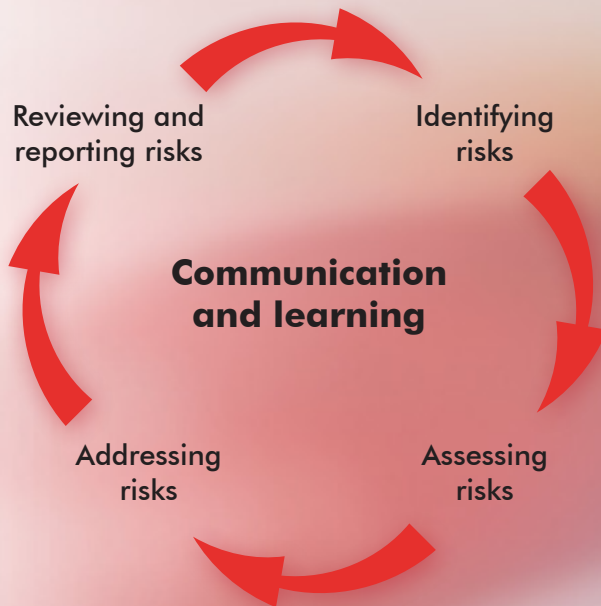 Reviewing and
reporting risks
Identifying
risks
Communication
and learning
Addressing
risks
Assessing
risks